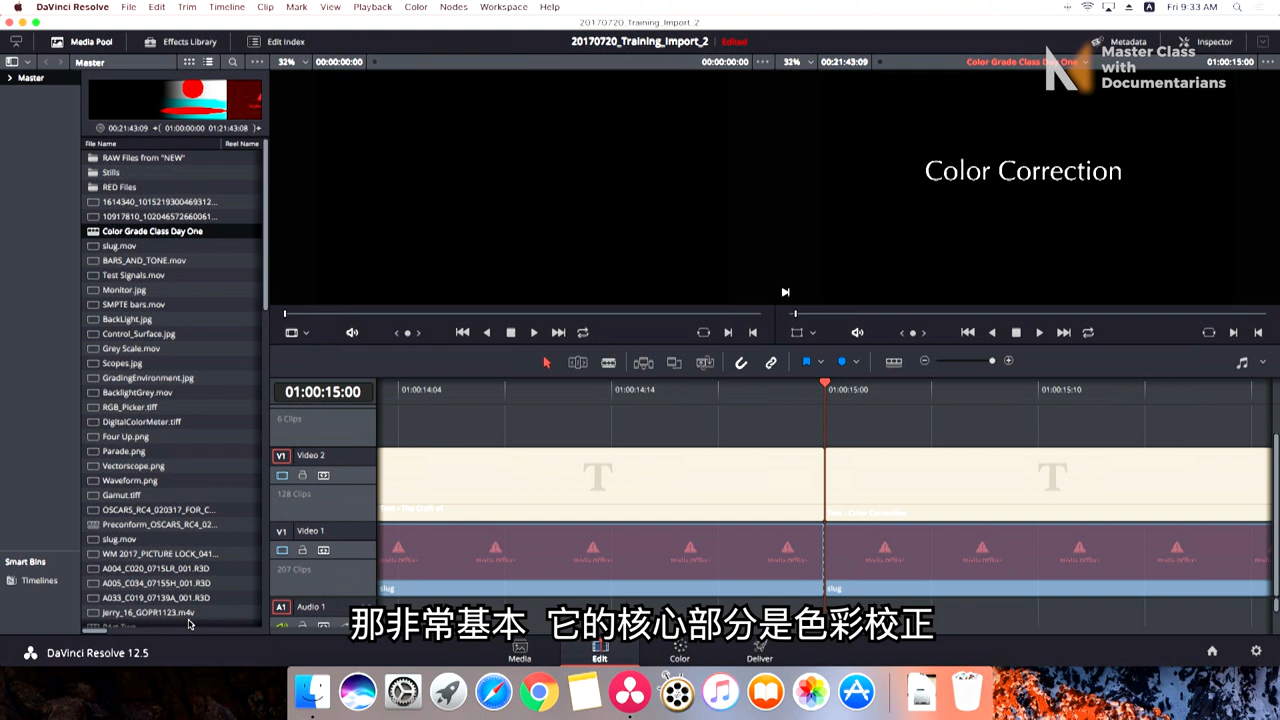 DaVinci Resolve File Edit Trim Timeline Clip Mark View Playback Color Nodes Workspace Help
A Fri 9:33 AM
20170720_Training_Import_2
Media Pool Effects Library Edit Index
20170720_Training_Import_2 Edited
Metadata Inspector
Master Class
with
Documentarians
Master
32% 00:00:00:00
00:00:00:00
32% 00:21:43:09
Color Grade Class Day One
01:00:15:00
Master
00:21:43:09 01:00:00:00 01:21:43:08
File Name Reel Name
RAW Files from "NEW"
Stills
RED Files
1614340_1015219300469312...
10917810_102046572660061...
Color Grade Class Day One
slug.mov
BARS_AND_TONE.mov
Test Signals.mov
Monitor.jpg
SMPTE bars.mov
BackLight.jpg
Control_Surface.jpg
Grey Scale.mov
Scopes.jpg
GradingEnvironment.jpg
BacklightGrey.mov
RGB_Picker.tiff
DigitalColorMeter.tiff
Four Up.png
Parade.png
Vectorscope.png
Waveform.png
Gamut.tiff
OSCARS_RC4_020317_FOR_C...
Preconform_OSCARS_RC4_02...
slug.mov
WM 2017_PICTURE LOCK_041...
A004_C020_0715LR_001.R3D
A005_C034_07155H_001.R3D
A033_C019_07139A_001.R3D
Jerry_16_GOPR1123.m4v
Smart Bins
Timelines
Color Correction
01:00:15:00
01:00:14:04 01:00:14:14 01:00:15:00 01:00:15:10
6 Clips
V1 Video 2
128 Clips
T T
Text - The Craft of
Text - Color Correction
V1 Video 1
207 Clips
Media Offline
slug slug
A1 Audio 1
那非常基本 它的核心部分是色彩校正
DaVinci Resolve 12.5
Media Edit Color Deliver